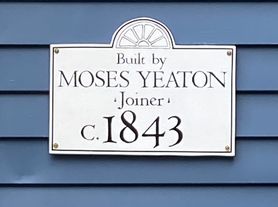 Built by
MOSES YEATON
·Joiner·
c.1843